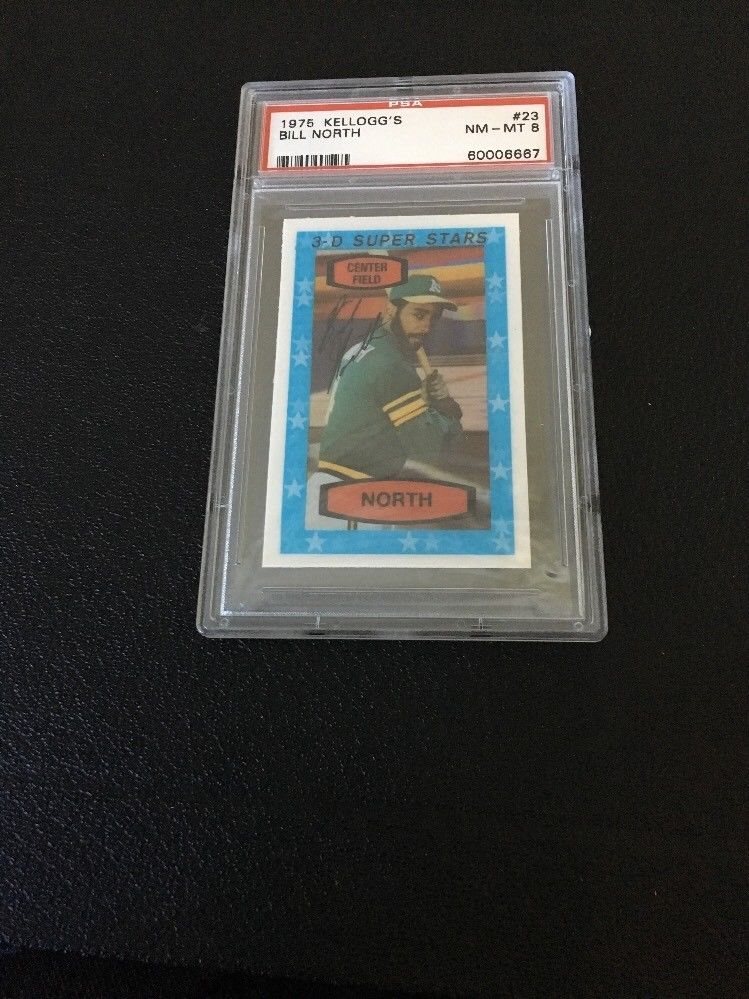 PSA
1975 KELLOGG'S #23
BILL NORTH NM-MT 8
60006667
3-D SUPER STARS
CENTER
FIELD
A's
NORTH